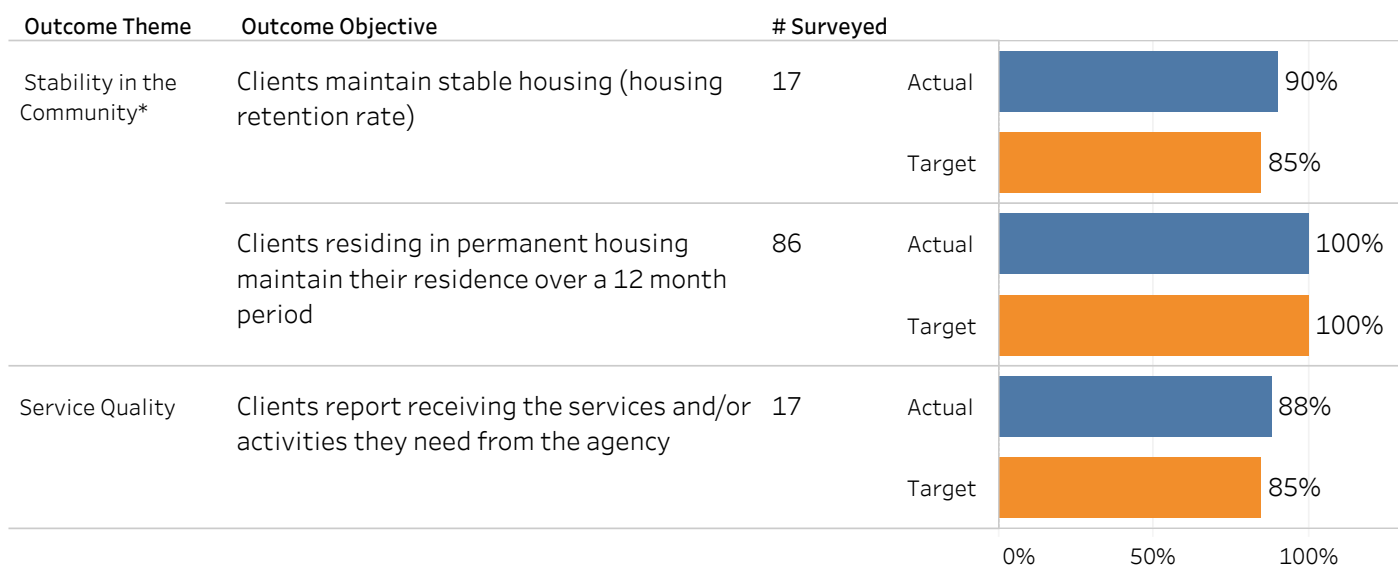 Outcome Theme Outcome Objective # Surveyed
Stability in the Community* Clients maintain stable housing (housing retention rate) 17 Actual 90%
Target 85%
Clients residing in permanent housing maintain their residence over a 12 month period 86 Actual 100%
Target 100%
Service Quality Clients report receiving the services and/or activities they need from the agency 17 Actual 88%
Target 85%
0% 50% 100%